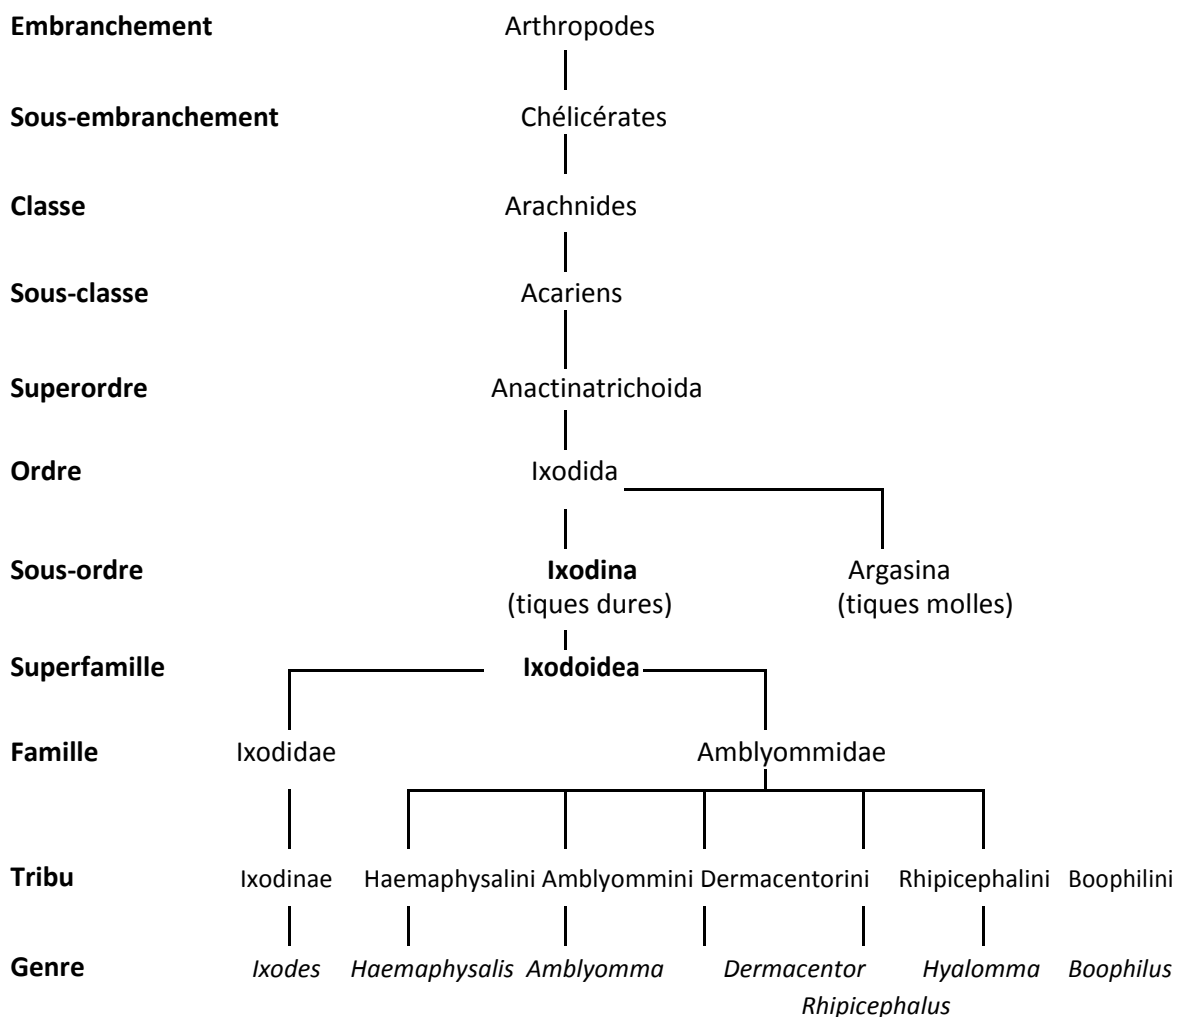 Embranchement Arthropodes
Sous-embranchement Chélicérates
Classe Arachnides
Sous-classe Acariens
Superordre Anactinatrichoida
Ordre Ixodida
Sous-ordre Ixodina Argasina
(tiques dures) (tiques molles)
Superfamille Ixodoidea
Famille Ixodidae Amblyommidae
Tribu Ixodinae Haemaphysalini Amblyommini Dermacentorini Rhipicephalini Boophilini
Genre Ixodes Haemaphysalis Amblyomma Dermacentor Hyalomma Boophilus
Rhipicephalus